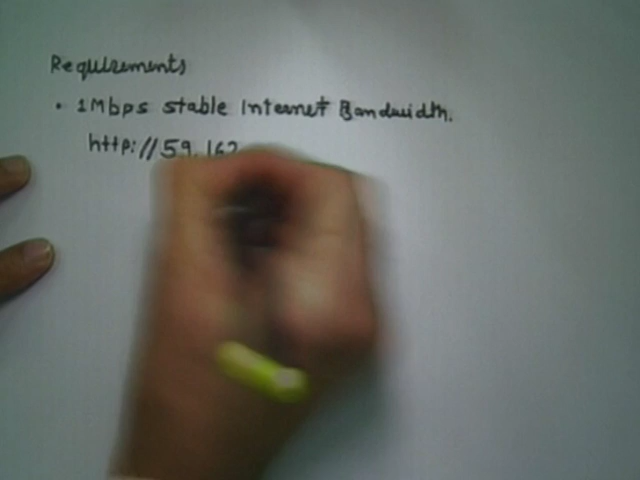 Requirements
• 1Mbps stable Internet Bandwidth.
http://59.162